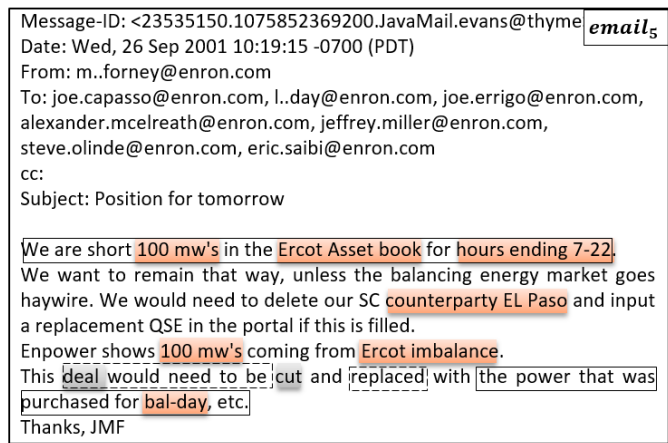 Message-ID: <23535150.1075852369200.JavaMail.evans@thyme
email5
Date: Wed, 26 Sep 2001 10:19:15 -0700 (PDT)
From: m..forney@enron.com
To: joe.capasso@enron.com, l..day@enron.com, joe.errigo@enron.com,
alexander.mcelreath@enron.com, jeffrey.miller@enron.com,
steve.olinde@enron.com, eric.saibi@enron.com
cc:
Subject: Position for tomorrow
We are short 100 mw's in the Ercot Asset book for hours ending 7-22.
We want to remain that way, unless the balancing energy market goes
haywire. We would need to delete our SC counterparty EL Paso and input
a replacement QSE in the portal if this is filled.
Enpower shows 100 mw's coming from Ercot imbalance.
This deal would need to be cut and replaced with the power that was
purchased for bal-day, etc.
Thanks, JMF